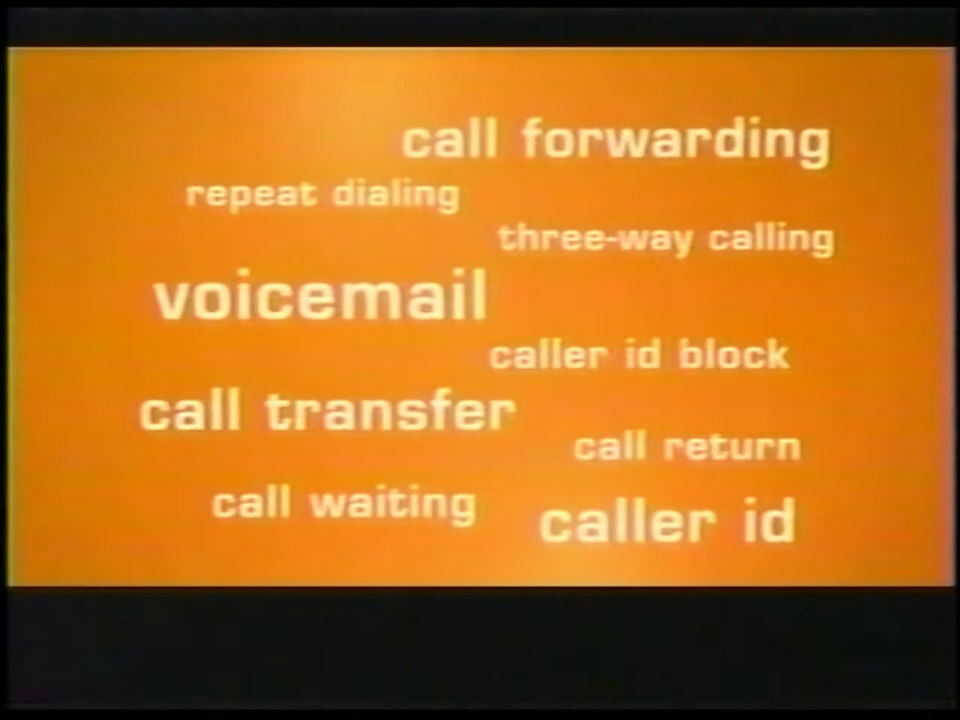 call forwarding
repeat dialing
three-way calling
voicemail
caller id block
call transfer
call return
call waiting
caller id